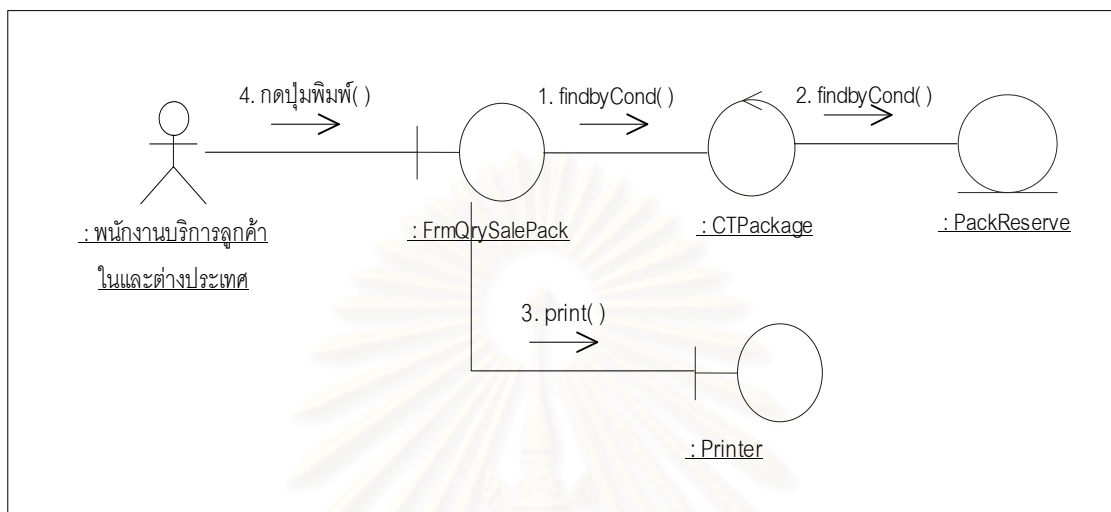 4. กดปุ่มพิมพ์( )
1. findbyCond( )
2. findbyCond( )
: พนักงานบริการลูกค้า
ในและต่างประเทศ
: FrmQrySalePack
: CTPackage
: PackReserve
3. print( )
: Printer